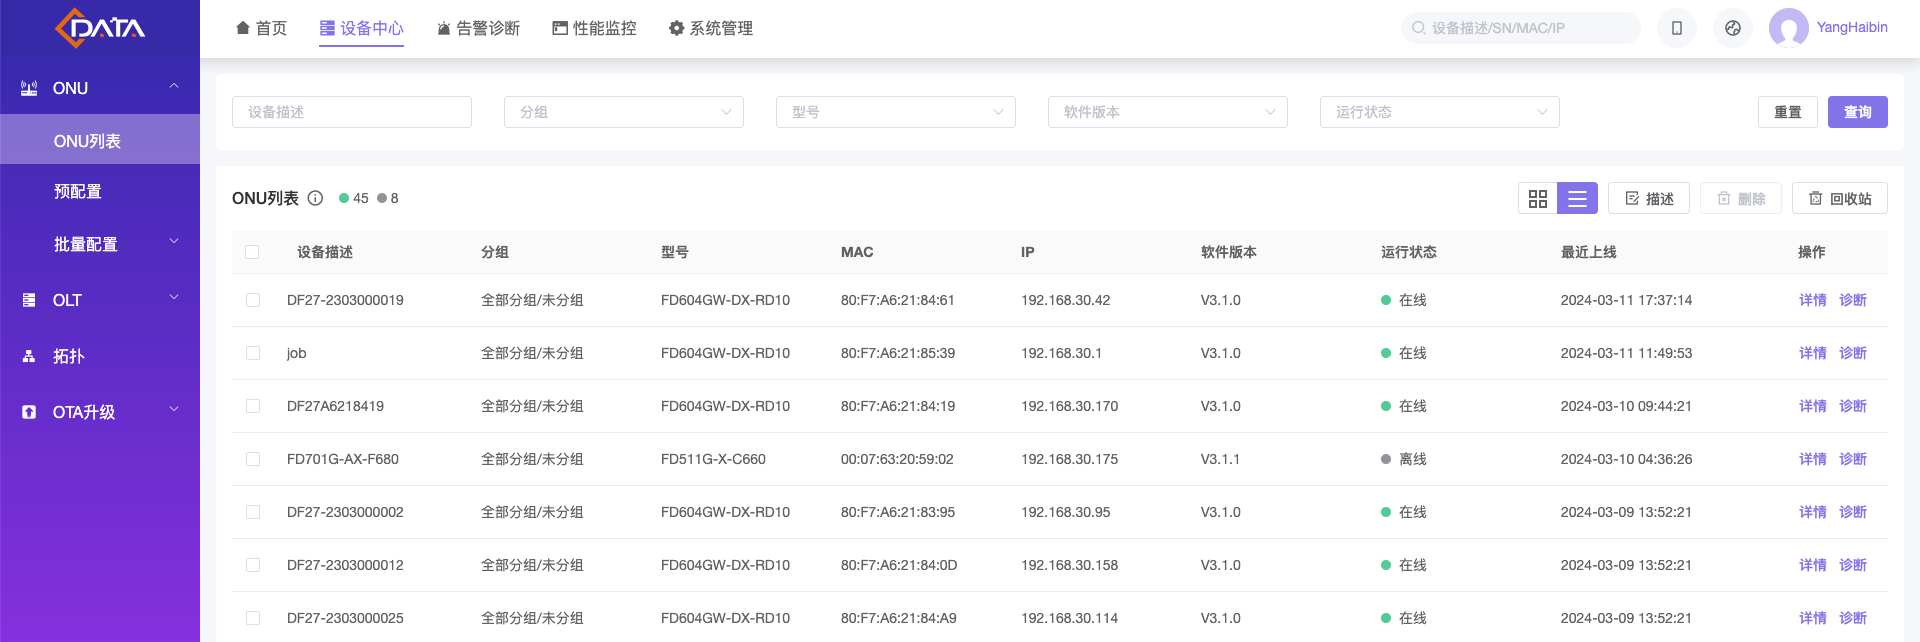 CDATA
首页
设备中心
告警诊断
性能监控
系统管理
设备描述/SN/MAC/IP
YangHaibin
ONU
ONU列表
预配置
批量配置
OLT
拓扑
OTA升级
设备描述
分组
型号
软件版本
运行状态
重置
查询
ONU列表 45 8
描述
删除
回收站
设备描述 分组 型号 MAC IP 软件版本 运行状态 最近上线 操作
DF27-2303000019 全部分组/未分组 FD604GW-DX-RD10 80:F7:A6:21:84:61 192.168.30.42 V3.1.0 在线 2024-03-11 17:37:14 详情 诊断
job 全部分组/未分组 FD604GW-DX-RD10 80:F7:A6:21:85:39 192.168.30.1 V3.1.0 在线 2024-03-11 11:49:53 详情 诊断
DF27A6218419 全部分组/未分组 FD604GW-DX-RD10 80:F7:A6:21:84:19 192.168.30.170 V3.1.0 在线 2024-03-10 09:44:21 详情 诊断
FD701G-AX-F680 全部分组/未分组 FD511G-X-C660 00:07:63:20:59:02 192.168.30.175 V3.1.1 离线 2024-03-10 04:36:26 详情 诊断
DF27-2303000002 全部分组/未分组 FD604GW-DX-RD10 80:F7:A6:21:83:95 192.168.30.95 V3.1.0 在线 2024-03-09 13:52:21 详情 诊断
DF27-2303000012 全部分组/未分组 FD604GW-DX-RD10 80:F7:A6:21:84:0D 192.168.30.158 V3.1.0 在线 2024-03-09 13:52:21 详情 诊断
DF27-2303000025 全部分组/未分组 FD604GW-DX-RD10 80:F7:A6:21:84:A9 192.168.30.114 V3.1.0 在线 2024-03-09 13:52:21 详情 诊断